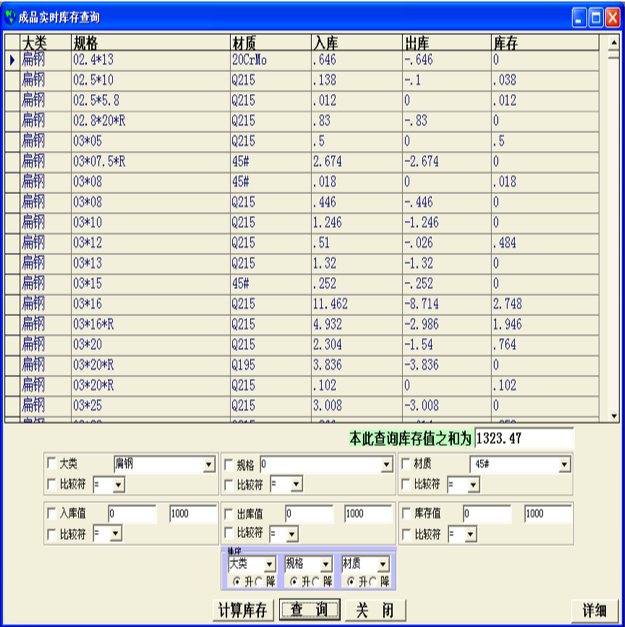 成品实时库存查询
大类 规格 材质 入库 出库 库存
扁钢 02.4*13 20CrMo .646 -.646 0
扁钢 02.5*10 Q215 .138 -.1 .038
扁钢 02.5*5.8 Q215 .012 0 .012
扁钢 02.8*20*R Q215 .83 -.83 0
扁钢 03*05 Q215 .5 0 .5
扁钢 03*07.5*R 45# 2.674 -2.674 0
扁钢 03*08 45# .018 0 .018
扁钢 03*08 Q215 .446 -.446 0
扁钢 03*10 Q215 1.246 -1.246 0
扁钢 03*12 Q215 .51 -.026 .484
扁钢 03*13 Q215 1.32 -1.32 0
扁钢 03*15 45# .252 -.252 0
扁钢 03*16 Q215 11.462 -8.714 2.748
扁钢 03*16*R Q215 4.932 -2.986 1.946
扁钢 03*20 Q215 2.304 -1.54 .764
扁钢 03*20*R Q195 3.836 -3.836 0
扁钢 03*20*R Q215 .102 0 .102
扁钢 03*25 Q215 3.008 -3.008 0
本此查询库存值之和为 1323.47
大类 扁钢 规格 0 材质 45#
比较符 = 比较符 = 比较符 =
入库值 0 1000 出库值 0 1000 库存值 0 1000
比较符 = 比较符 = 比较符 =
大类 规格 材质
升 降 升 降 升 降
计算库存 查 询 关 闭 详细